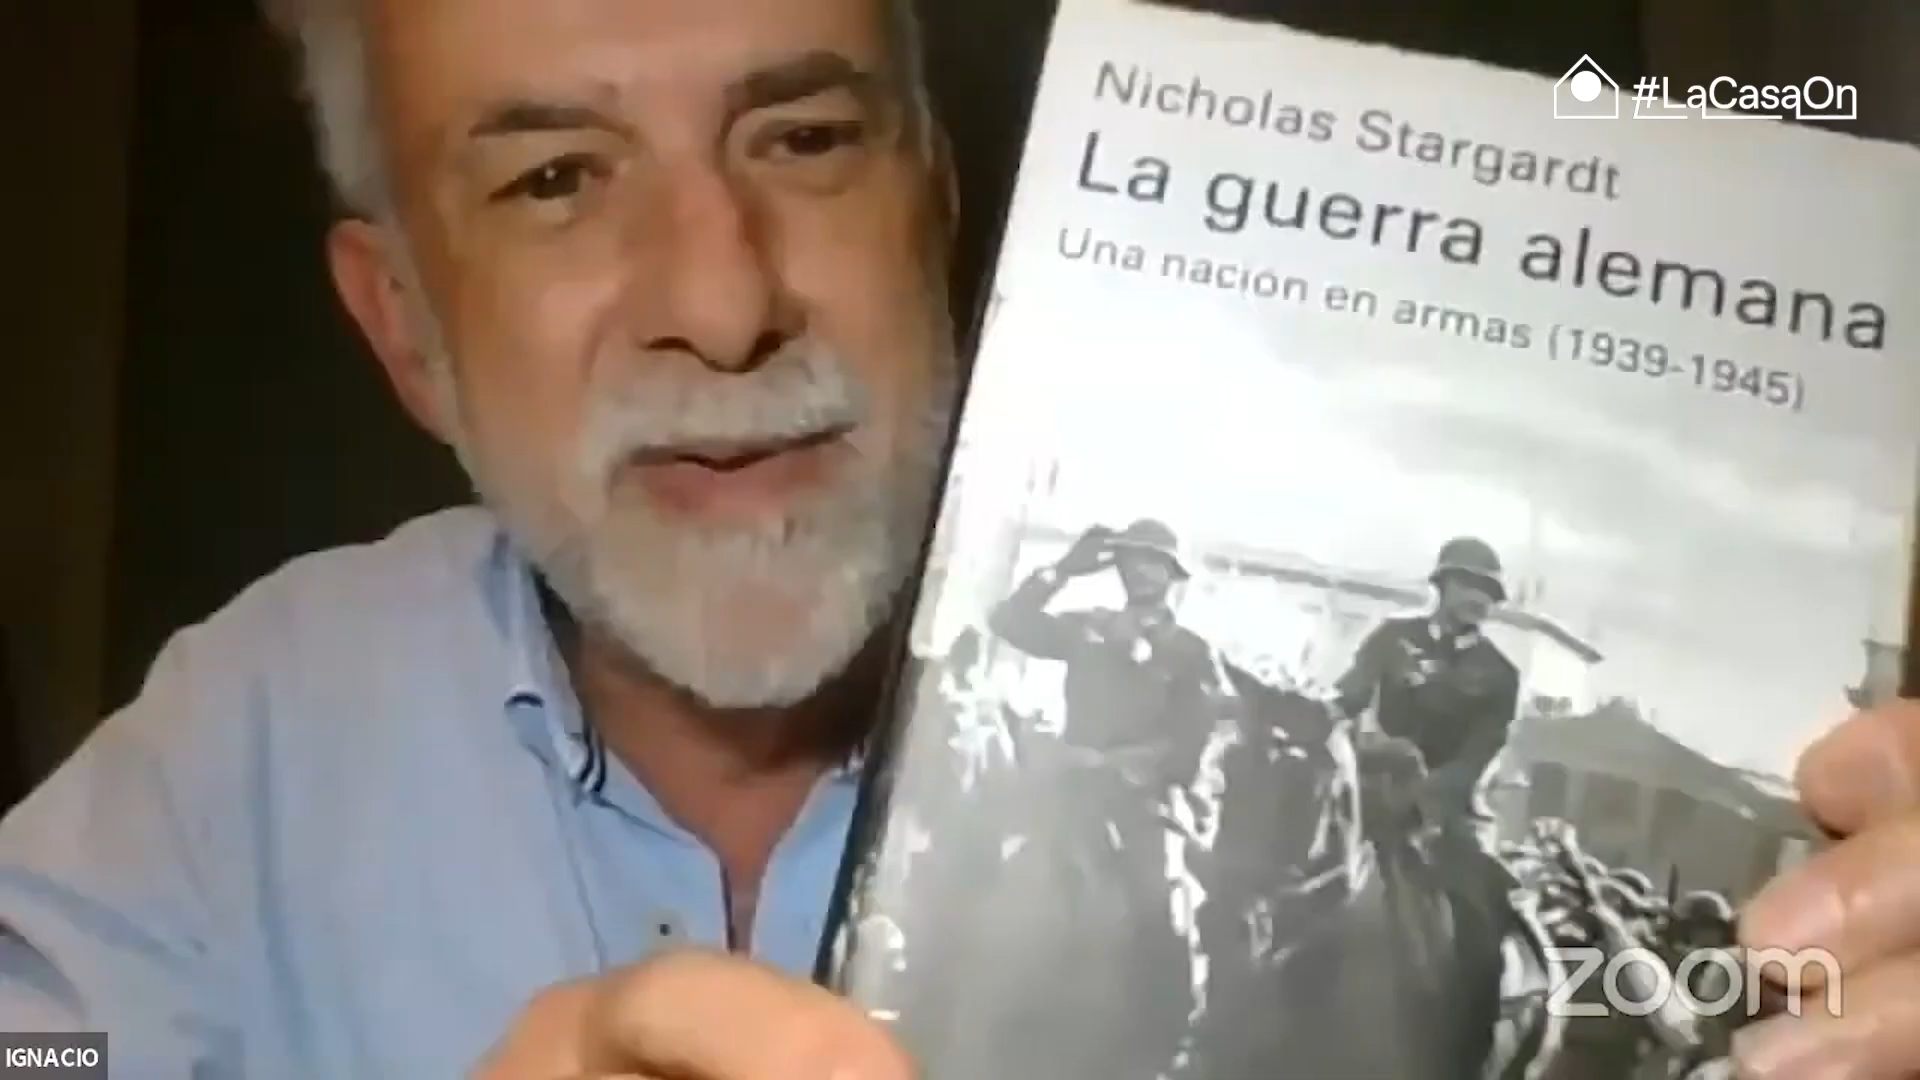 #LaCasaOn
Nicholas Stargardt
La guerra alemana
Una nación en armas (1939-1945)
zoom
IGNACIO